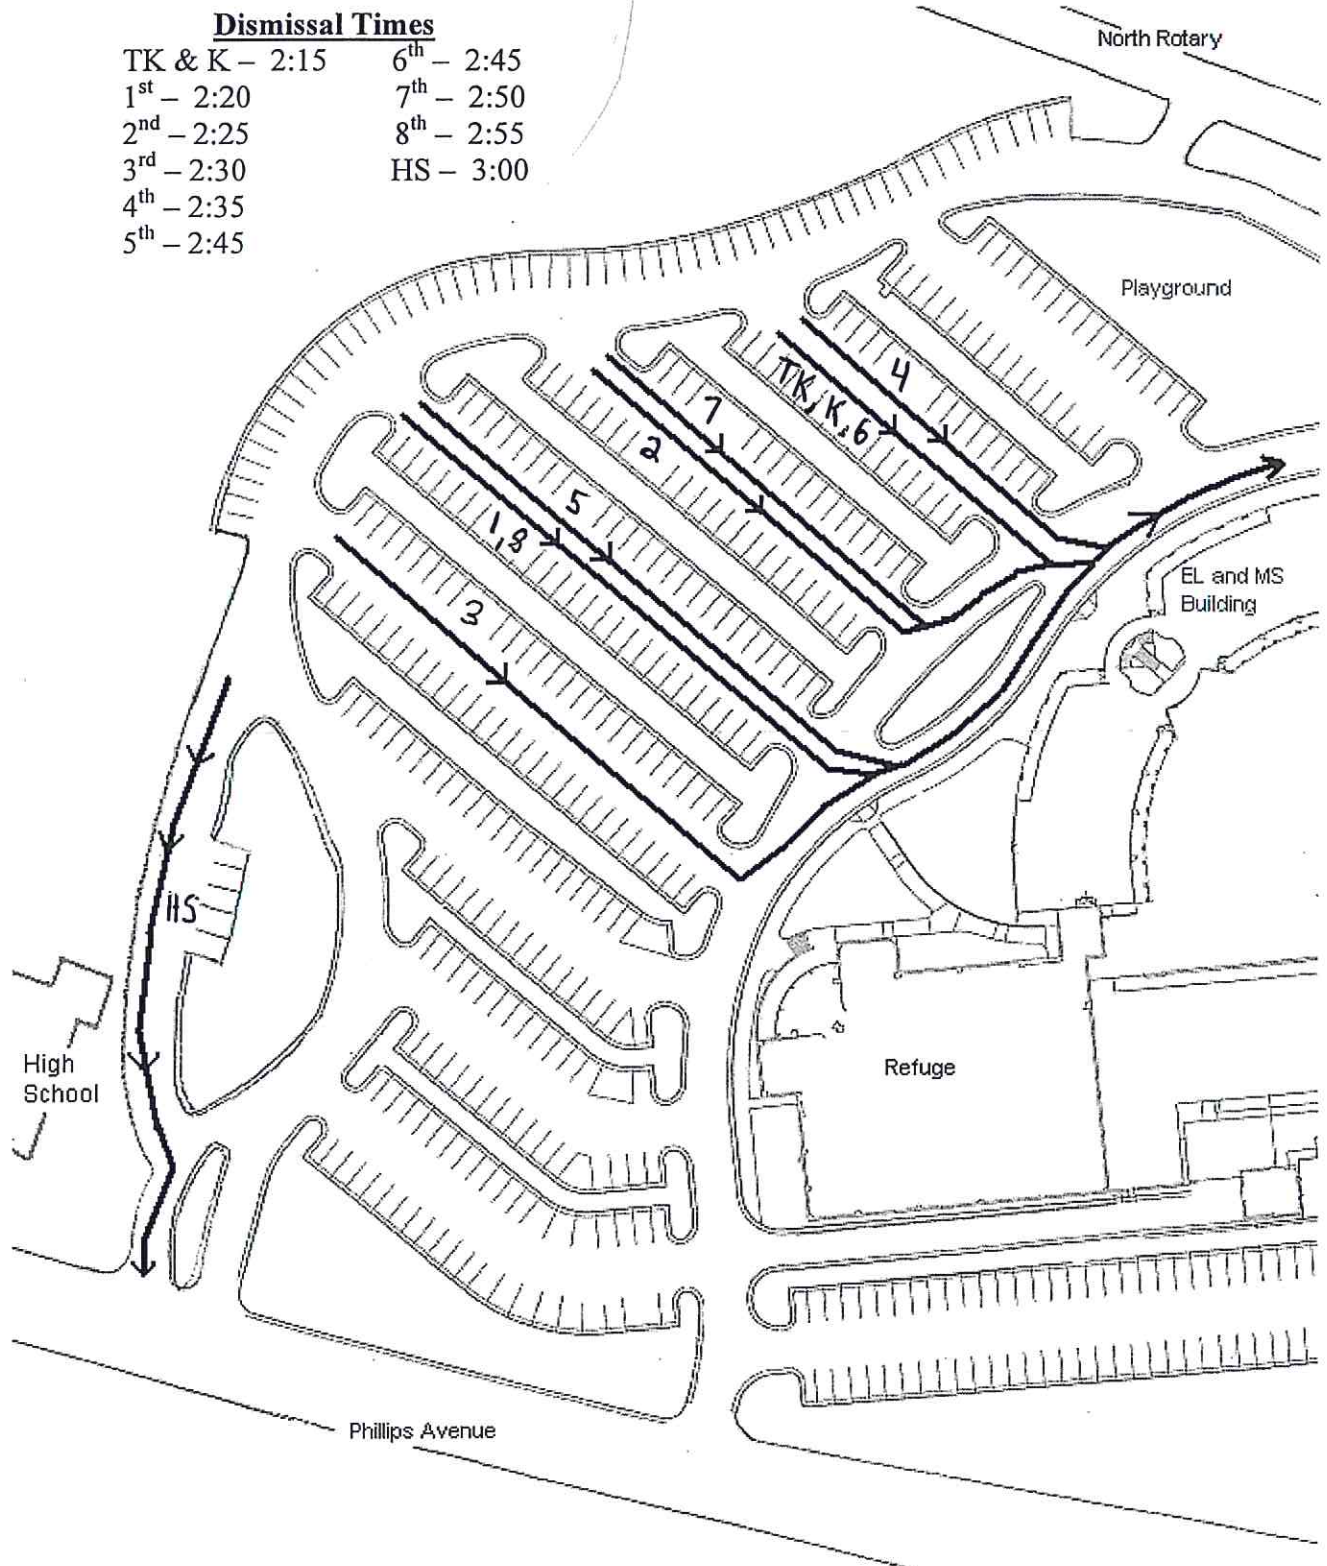 Dismissal Times
TK & K – 2:15
1st – 2:20
2nd – 2:25
3rd – 2:30
4th – 2:35
5th – 2:45
6th – 2:45
7th – 2:50
8th – 2:55
HS – 3:00
North Rotary
Playground
4
TK, K, 6
7
2
5
1, 8
3
EL and MS
Building
HS
High
School
Refuge
Phillips Avenue